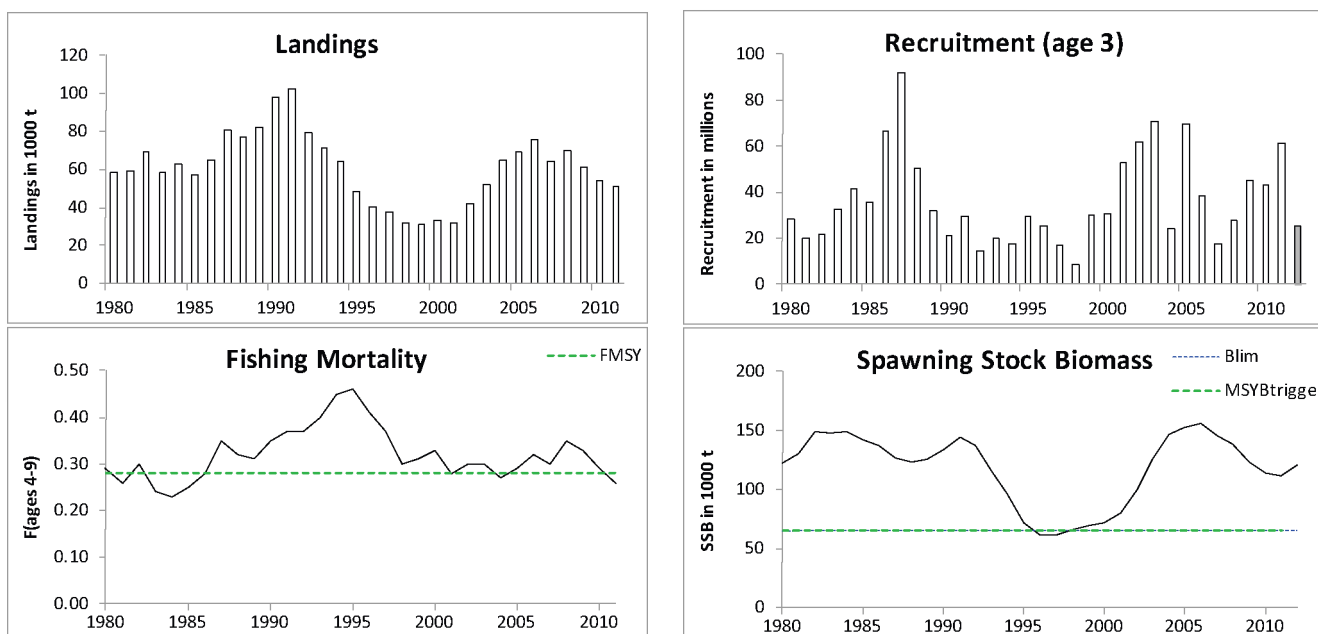 Landings
Landings in 1000 t
120
100
80
60
40
20
0
1980 1985 1990 1995 2000 2005 2010
Recruitment (age 3)
Recruitment in millions
100
80
60
40
20
0
1980 1985 1990 1995 2000 2005 2010
Fishing Mortality
FMSY
F(ages 4-9)
0.50
0.40
0.30
0.20
0.10
0.00
1980 1985 1990 1995 2000 2005 2010
Spawning Stock Biomass
Blim
MSYBtrigge
SSB in 1000 t
200
150
100
50
0
1980 1985 1990 1995 2000 2005 2010